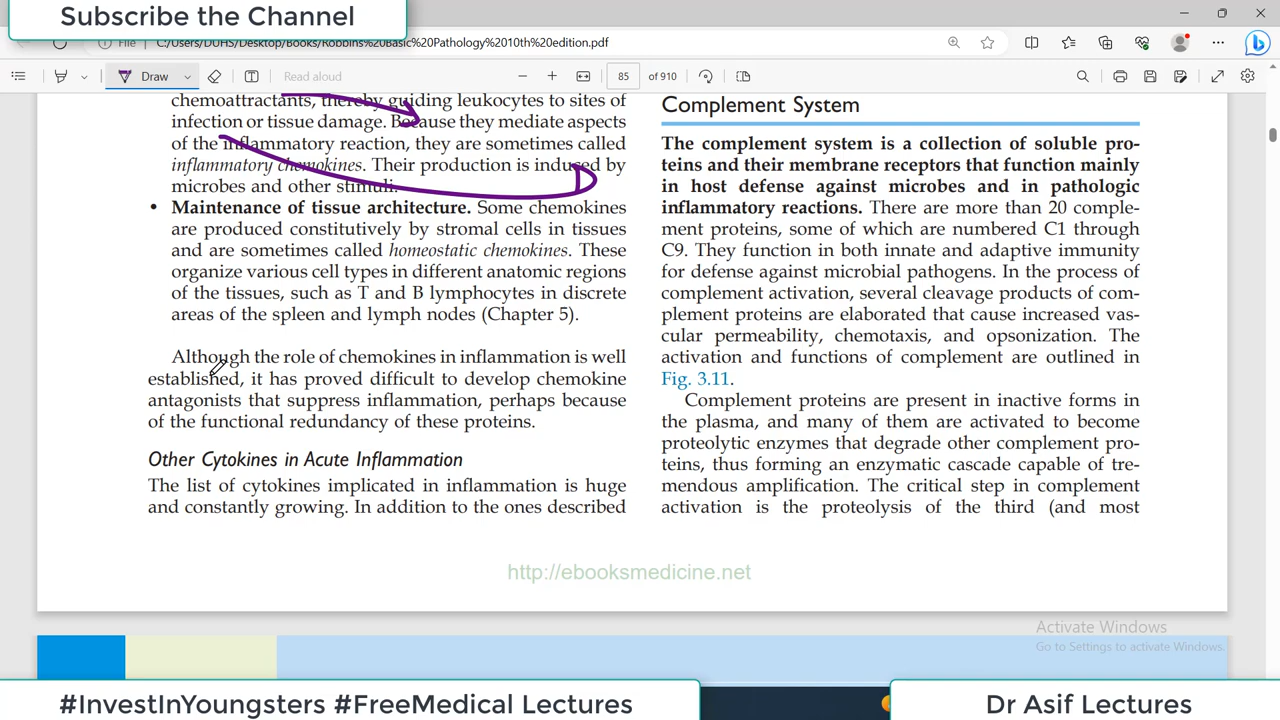 Subscribe the Channel
File
C:/Users/DUHS/Desktop/Books/Robbins%20Basic%20Pathology%2010th%20edition.pdf
Draw
Read aloud
85
of 910
chemoattractants, thereby guiding leukocytes to sites of
infection or tissue damage. Because they mediate aspects
of the inflammatory reaction, they are sometimes called
inflammatory chemokines. Their production is induced by
microbes and other stimuli.
• Maintenance of tissue architecture. Some chemokines
are produced constitutively by stromal cells in tissues
and are sometimes called homeostatic chemokines. These
organize various cell types in different anatomic regions
of the tissues, such as T and B lymphocytes in discrete
areas of the spleen and lymph nodes (Chapter 5).
Although the role of chemokines in inflammation is well
established, it has proved difficult to develop chemokine
antagonists that suppress inflammation, perhaps because
of the functional redundancy of these proteins.
Other Cytokines in Acute Inflammation
The list of cytokines implicated in inflammation is huge
and constantly growing. In addition to the ones described
Complement System
The complement system is a collection of soluble pro-
teins and their membrane receptors that function mainly
in host defense against microbes and in pathologic
inflammatory reactions. There are more than 20 comple-
ment proteins, some of which are numbered C1 through
C9. They function in both innate and adaptive immunity
for defense against microbial pathogens. In the process of
complement activation, several cleavage products of com-
plement proteins are elaborated that cause increased vas-
cular permeability, chemotaxis, and opsonization. The
activation and functions of complement are outlined in
Fig. 3.11.
Complement proteins are present in inactive forms in
the plasma, and many of them are activated to become
proteolytic enzymes that degrade other complement pro-
teins, thus forming an enzymatic cascade capable of tre-
mendous amplification. The critical step in complement
activation is the proteolysis of the third (and most
http://ebooksmedicine.net
Activate Windows
Go to Settings to activate Windows.
#InvestInYoungsters #FreeMedical Lectures
Dr Asif Lectures